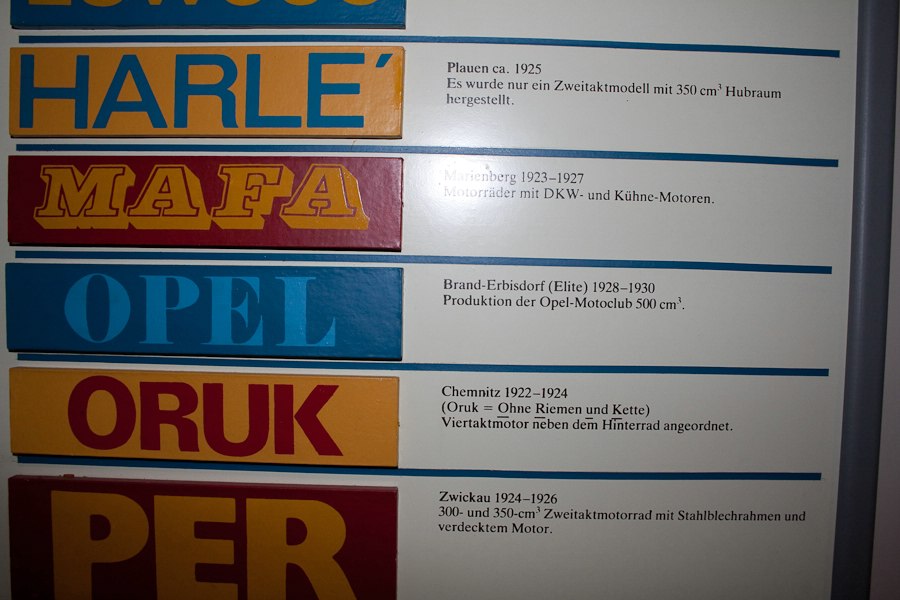 HARLE´
Plauen ca. 1925
Es wurde nur ein Zweitaktmodell mit 350 cm³ Hubraum
hergestellt.
MAFA
Marienberg 1923–1927
Motorräder mit DKW- und Kühne-Motoren.
OPEL
Brand-Erbisdorf (Elite) 1928–1930
Produktion der Opel-Motoclub 500 cm³.
ORUK
Chemnitz 1922–1924
(Oruk = Ohne Riemen und Kette)
Viertaktmotor neben dem Hinterrad angeordnet.
PER
Zwickau 1924–1926
300- und 350-cm³ Zweitaktmotorrad mit Stahlblechrahmen und
verdecktem Motor.